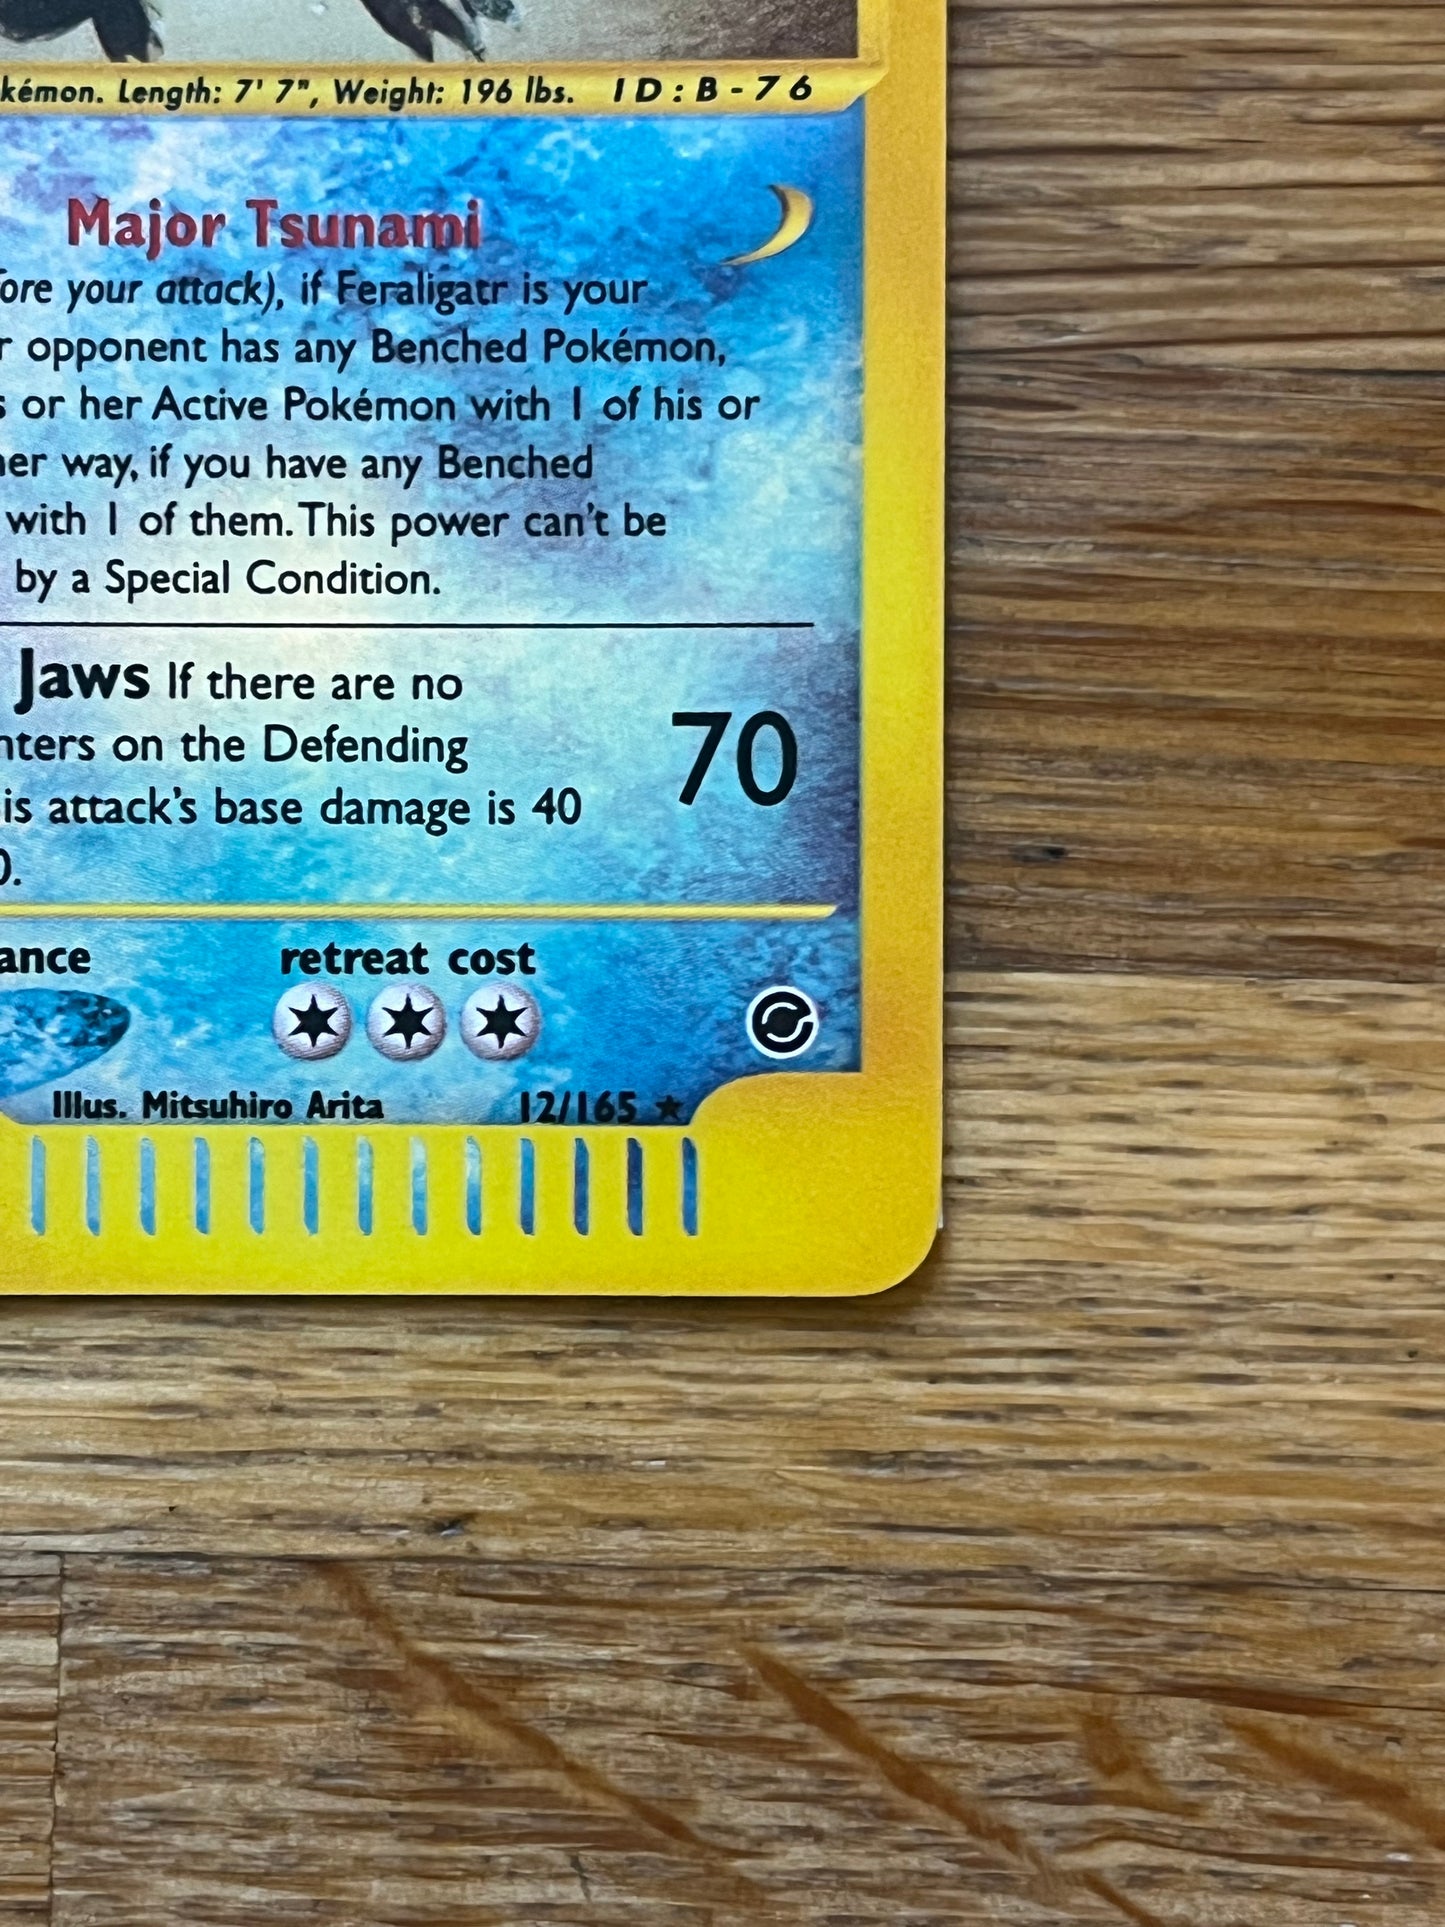 kémon. Length: 7' 7", Weight: 196 lbs. ID:B-76
Major Tsunami
fore your attack), if Feraligatr is your
r opponent has any Benched Pokémon,
s or her Active Pokémon with 1 of his or
her way, if you have any Benched
with 1 of them. This power can't be
by a Special Condition.
Jaws If there are no
nters on the Defending
is attack's base damage is 40
0.
70
ance
retreat cost
Illus. Mitsuhiro Arita 12/165 ★